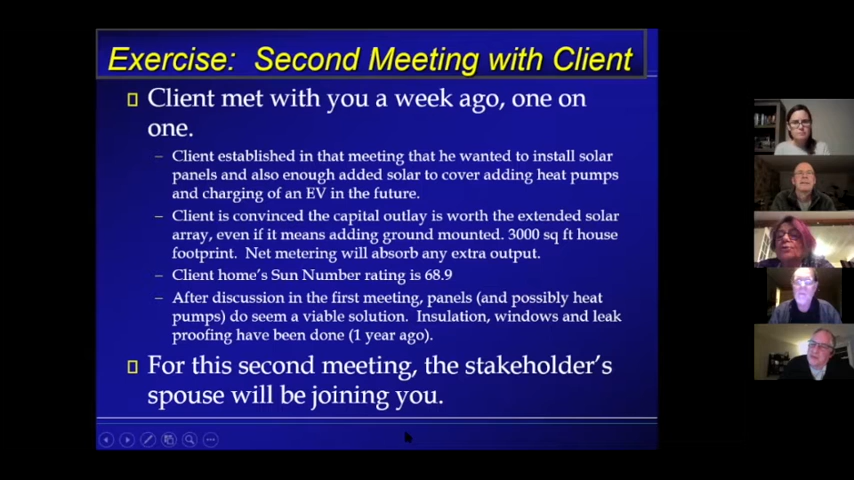 Exercise: Second Meeting with Client
Client met with you a week ago, one on
one.
– Client established in that meeting that he wanted to install solar
panels and also enough added solar to cover adding heat pumps
and charging of an EV in the future.
– Client is convinced the capital outlay is worth the extended solar
array, even if it means adding ground mounted. 3000 sq ft house
footprint. Net metering will absorb any extra output.
– Client home's Sun Number rating is 68.9
– After discussion in the first meeting, panels (and possibly heat
pumps) do seem a viable solution. Insulation, windows and leak
proofing have been done (1 year ago).
For this second meeting, the stakeholder's
spouse will be joining you.